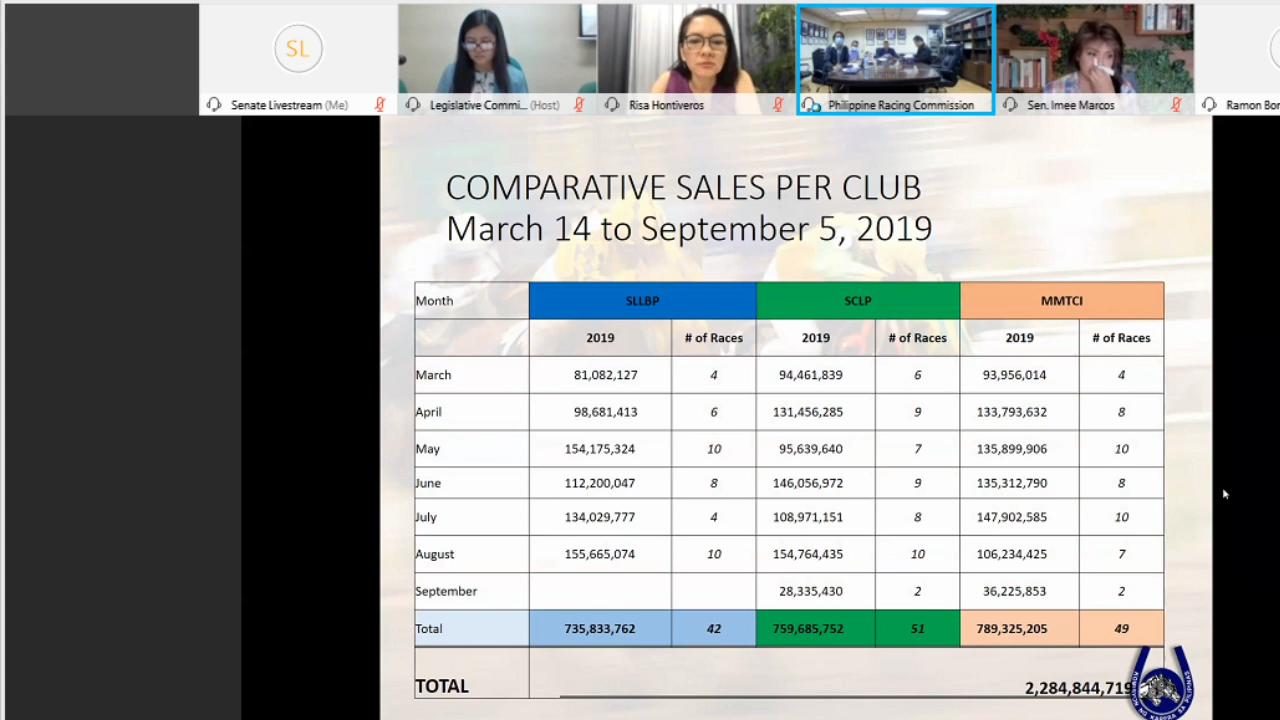 SL
Senate Livestream (Me)
Legislative Commi... (Host)
Risa Hontiveros
Philippine Racing Commission
Sen. Imee Marcos
Ramon Bon
COMPARATIVE SALES PER CLUB
March 14 to September 5, 2019
Month SLLBP SCLP MMTCI
2019 # of Races 2019 # of Races 2019 # of Races
March 81,082,127 4 94,461,839 6 93,956,014 4
April 98,681,413 6 131,456,285 9 133,793,632 8
May 154,175,324 10 95,639,640 7 135,899,906 10
June 112,200,047 8 146,056,972 9 135,312,790 8
July 134,029,777 4 108,971,151 8 147,902,585 10
August 155,665,074 10 154,764,435 10 106,234,425 7
September 28,335,430 2 36,225,853 2
Total 735,833,762 42 759,685,752 51 789,325,205 49
TOTAL 2,284,844,719